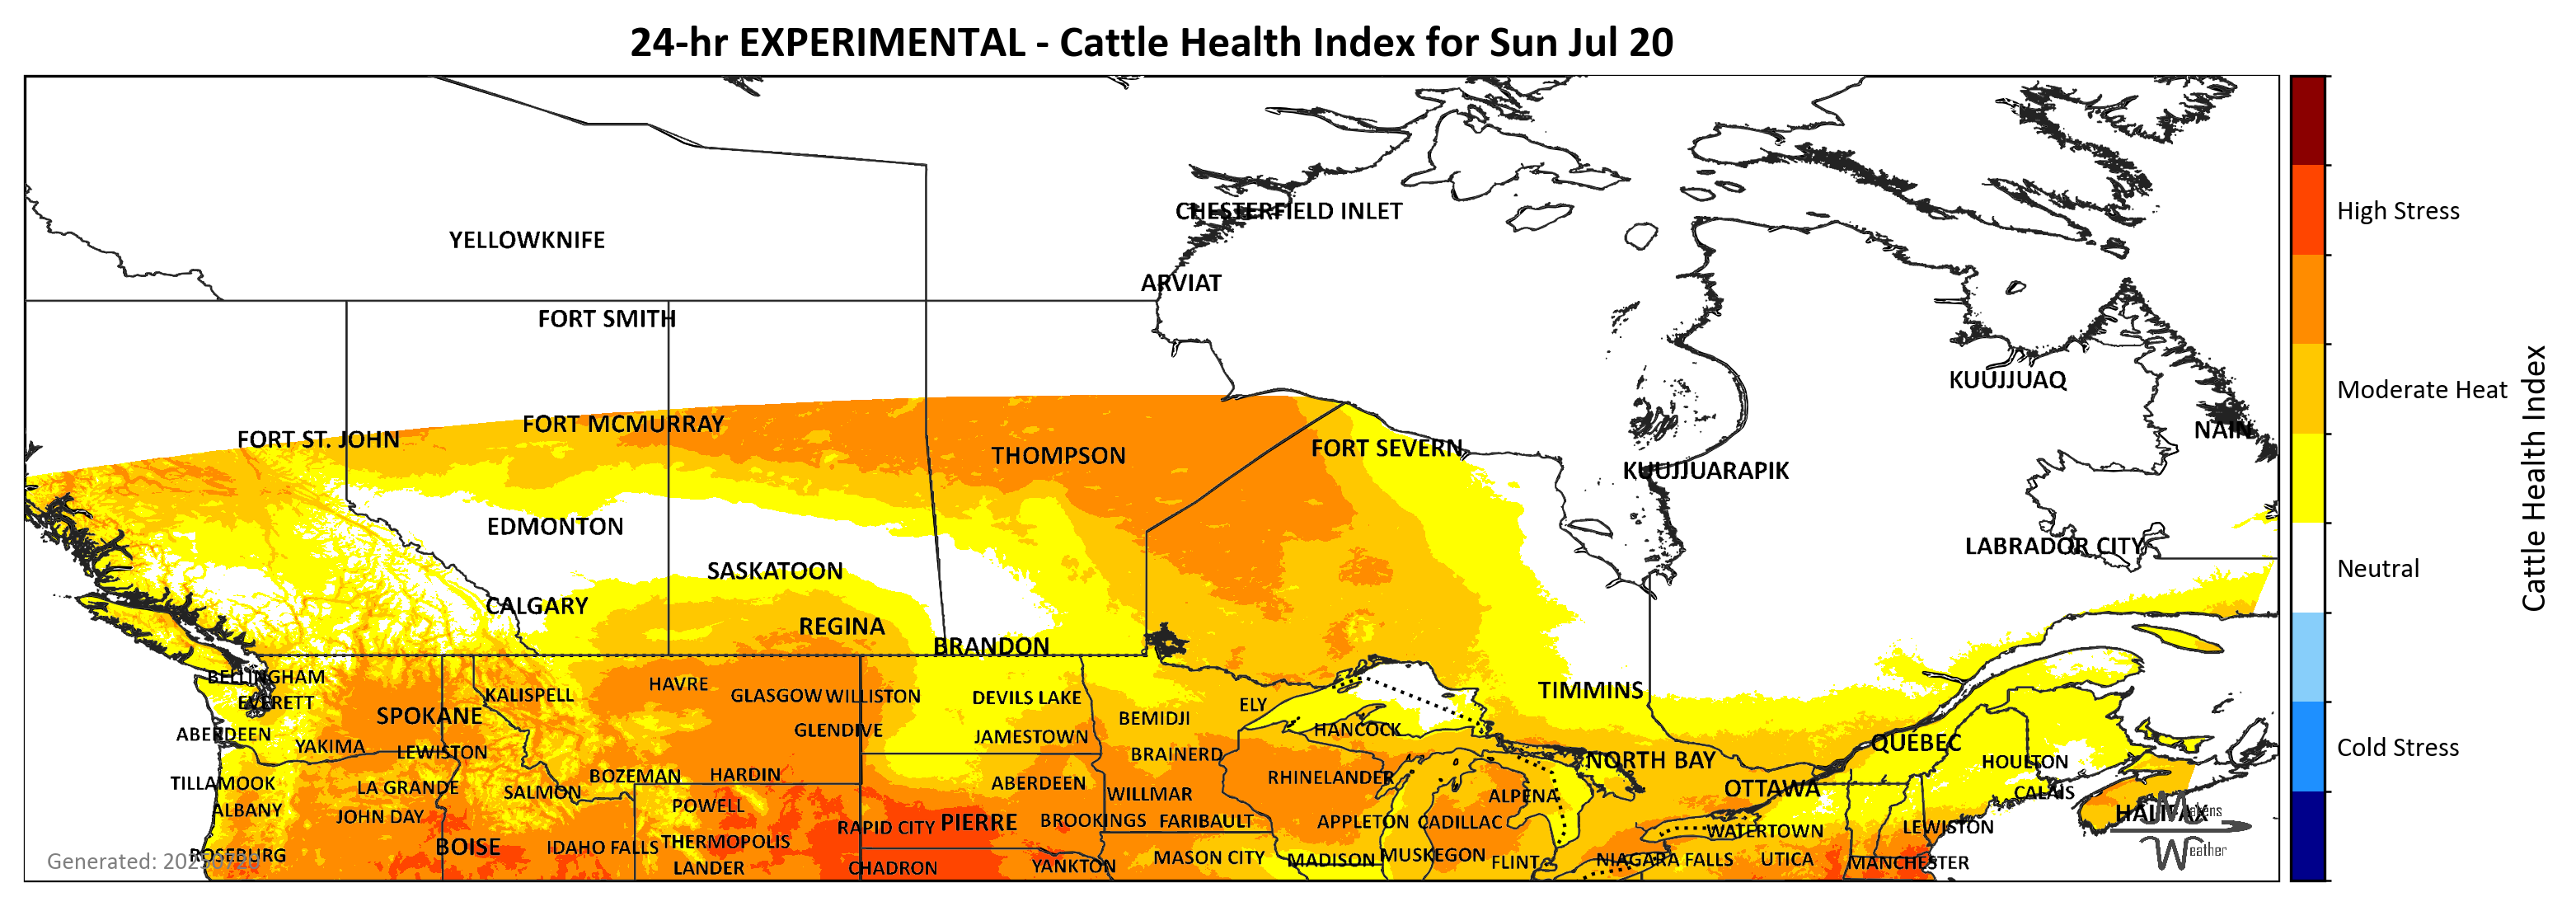 24-hr EXPERIMENTAL - Cattle Health Index for Sun Jul 20
CHESTERFIELD INLET
High Stress
YELLOWKNIFE
ARVIAT
FORT SMITH
KUUJJUAQ
Moderate Heat
FORT MCMURRAY
NAIN
FORT ST. JOHN
THOMPSON
FORT SEVERN
KUUJJUARAPIK
Cattle Health Index
EDMONTON
LABRADOR CITY
SASKATOON
Neutral
CALGARY
REGINA
BRANDON
BELLINGHAM
HAVRE
KALISPELL
GLASGOW
WILLISTON
DEVILS LAKE
TIMMINS
EVERETT
ELY
SPOKANE
BEMIDJI
GLENDIVE
HANCOCK
ABERDEEN
JAMESTOWN
QUEBEC
YAKIMA
LEWISTON
BRAINERD
Cold Stress
NORTH BAY
HOULTON
BOZEMAN
HARDIN
RHINELANDER
TILLAMOOK
LA GRANDE
SALMON
ABERDEEN
WILLMAR
ALPENA
OTTAWA
CALAIS
ALBANY
JOHN DAY
POWELL
HALIFAX
Makens
RAPID CITY
PIERRE
BROOKINGS
FARIBAULT
APPLETON
CADILLAC
WATERTOWN
LEWISTON
BOISE
IDAHO FALLS
THERMOPOLIS
Weather
ROSEBURG
Generated:
LANDER
CHADRON
YANKTON
MASON CITY
MADISON
MUSKEGON
FLINT
NIAGARA FALLS
UTICA
MANCHESTER